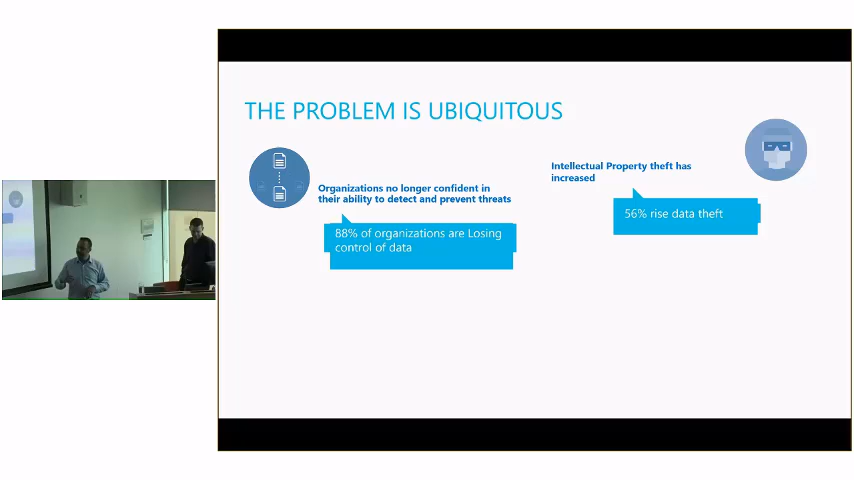 THE PROBLEM IS UBIQUITOUS
Organizations no longer confident in
their ability to detect and prevent threats
88% of organizations are Losing
control of data
Intellectual Property theft has
increased
56% rise data theft